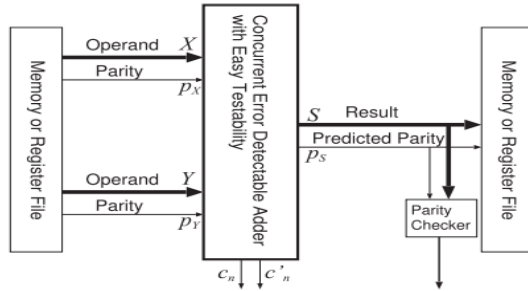 Memory or Register File
Operand X
Parity
pX
Operand Y
Parity
pY
Concurrent Error Detectable Adder
with Easy Testability
S Result
Predicted Parity
pS
Parity
Checker
Memory or Register File
cn c'n